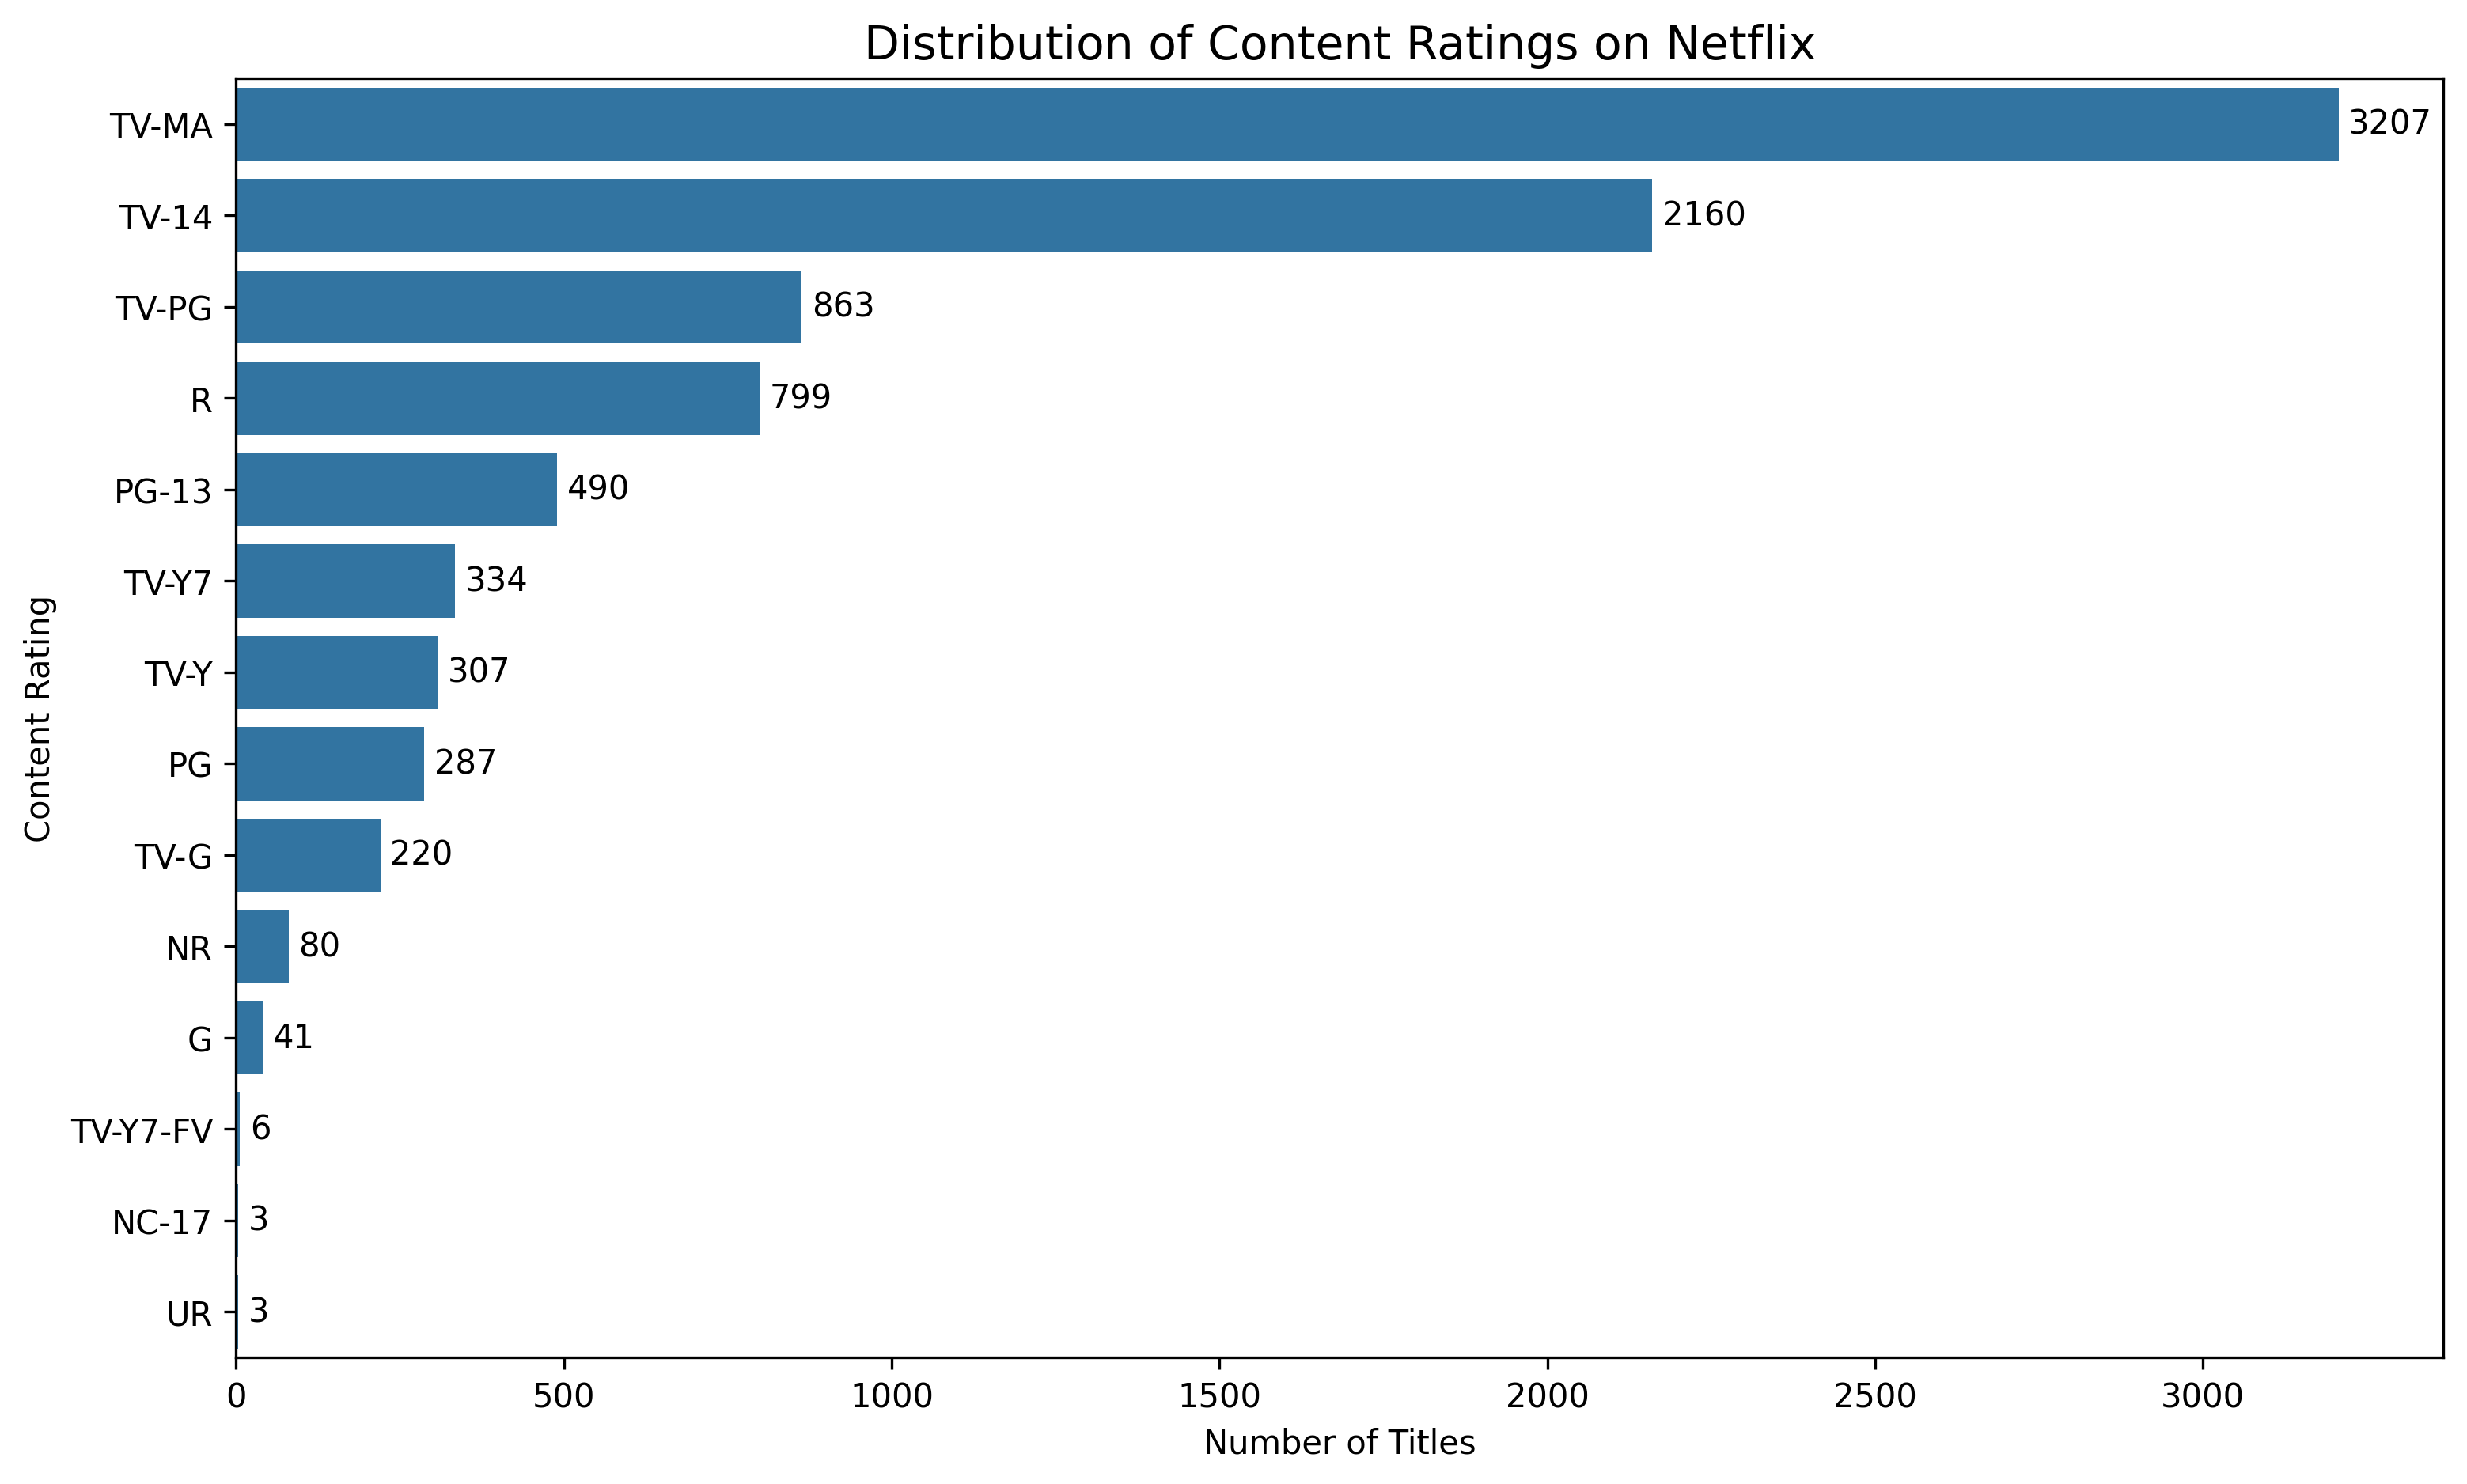 Distribution of Content Ratings on Netflix
TV-MA 3207
TV-14 2160
TV-PG 863
R 799
PG-13 490
TV-Y7 334
TV-Y 307
PG 287
TV-G 220
NR 80
G 41
TV-Y7-FV 6
NC-17 3
UR 3
Content Rating
0 500 1000 1500 2000 2500 3000
Number of Titles